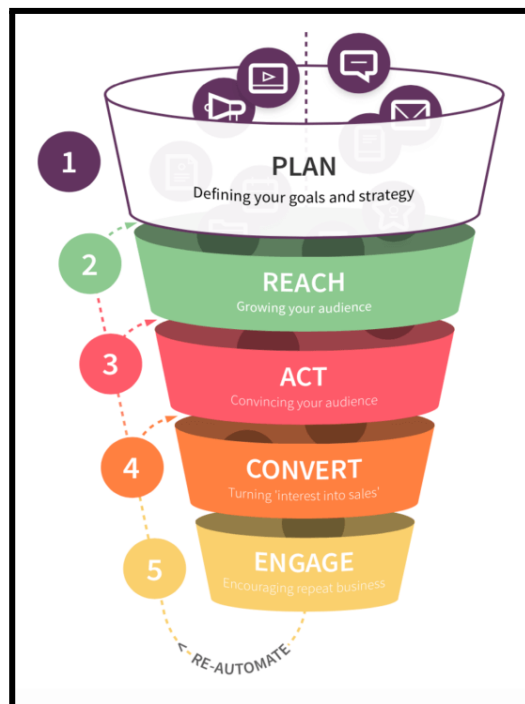 1
PLAN
Defining your goals and strategy
2
REACH
Growing your audience
3
ACT
Convincing your audience
4
CONVERT
Turning 'interest into sales'
5
ENGAGE
Encouraging repeat business
< RE-AUTOMATE